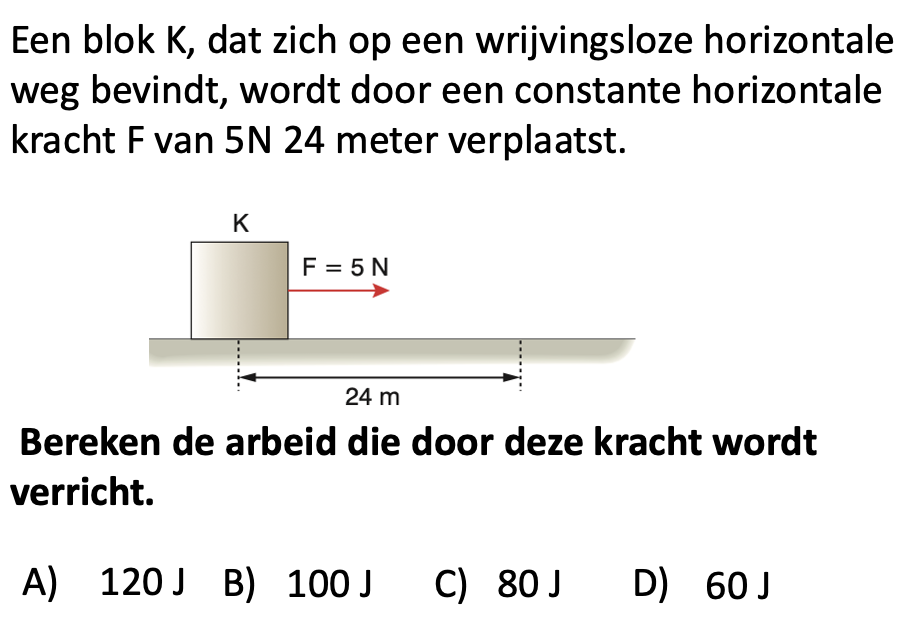 Een blok K, dat zich op een wrijvingsloze horizontale
weg bevindt, wordt door een constante horizontale
kracht F van 5N 24 meter verplaatst.
K
F = 5 N
24 m
Bereken de arbeid die door deze kracht wordt
verricht.
A) 120 J B) 100 J C) 80 J D) 60 J